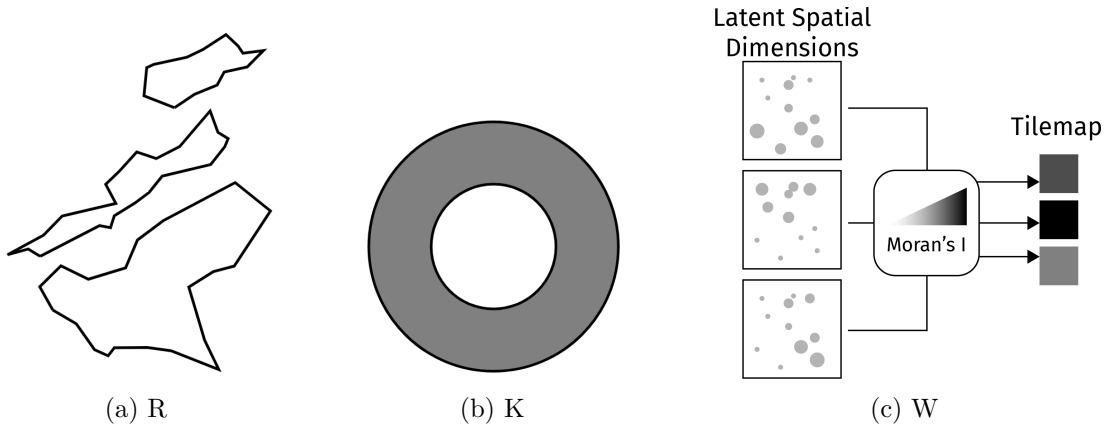 Latent Spatial
Dimensions
Tilemap
Moran's I
(a) R
(b) K
(c) W